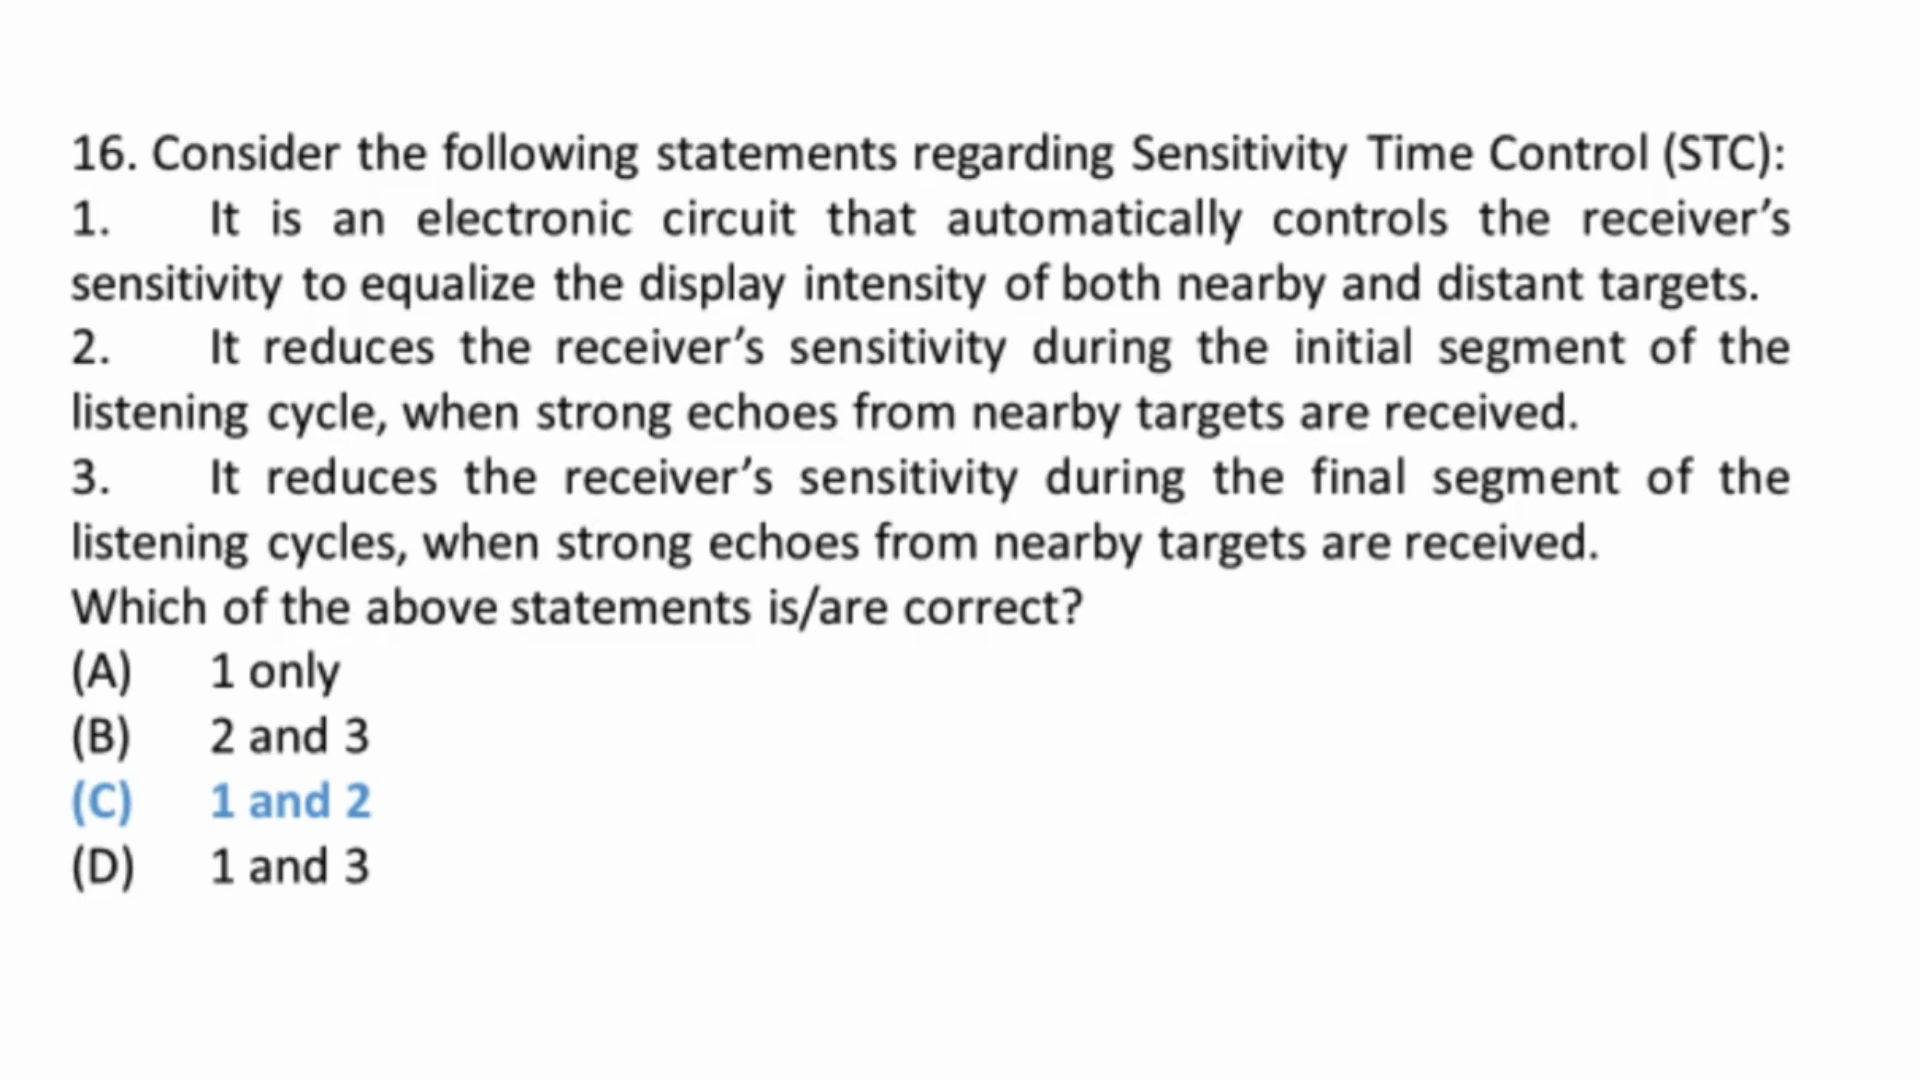 16. Consider the following statements regarding Sensitivity Time Control (STC):
1. It is an electronic circuit that automatically controls the receiver's
sensitivity to equalize the display intensity of both nearby and distant targets.
2. It reduces the receiver's sensitivity during the initial segment of the
listening cycle, when strong echoes from nearby targets are received.
3. It reduces the receiver's sensitivity during the final segment of the
listening cycles, when strong echoes from nearby targets are received.
Which of the above statements is/are correct?
(A) 1 only
(B) 2 and 3
(C) 1 and 2
(D) 1 and 3